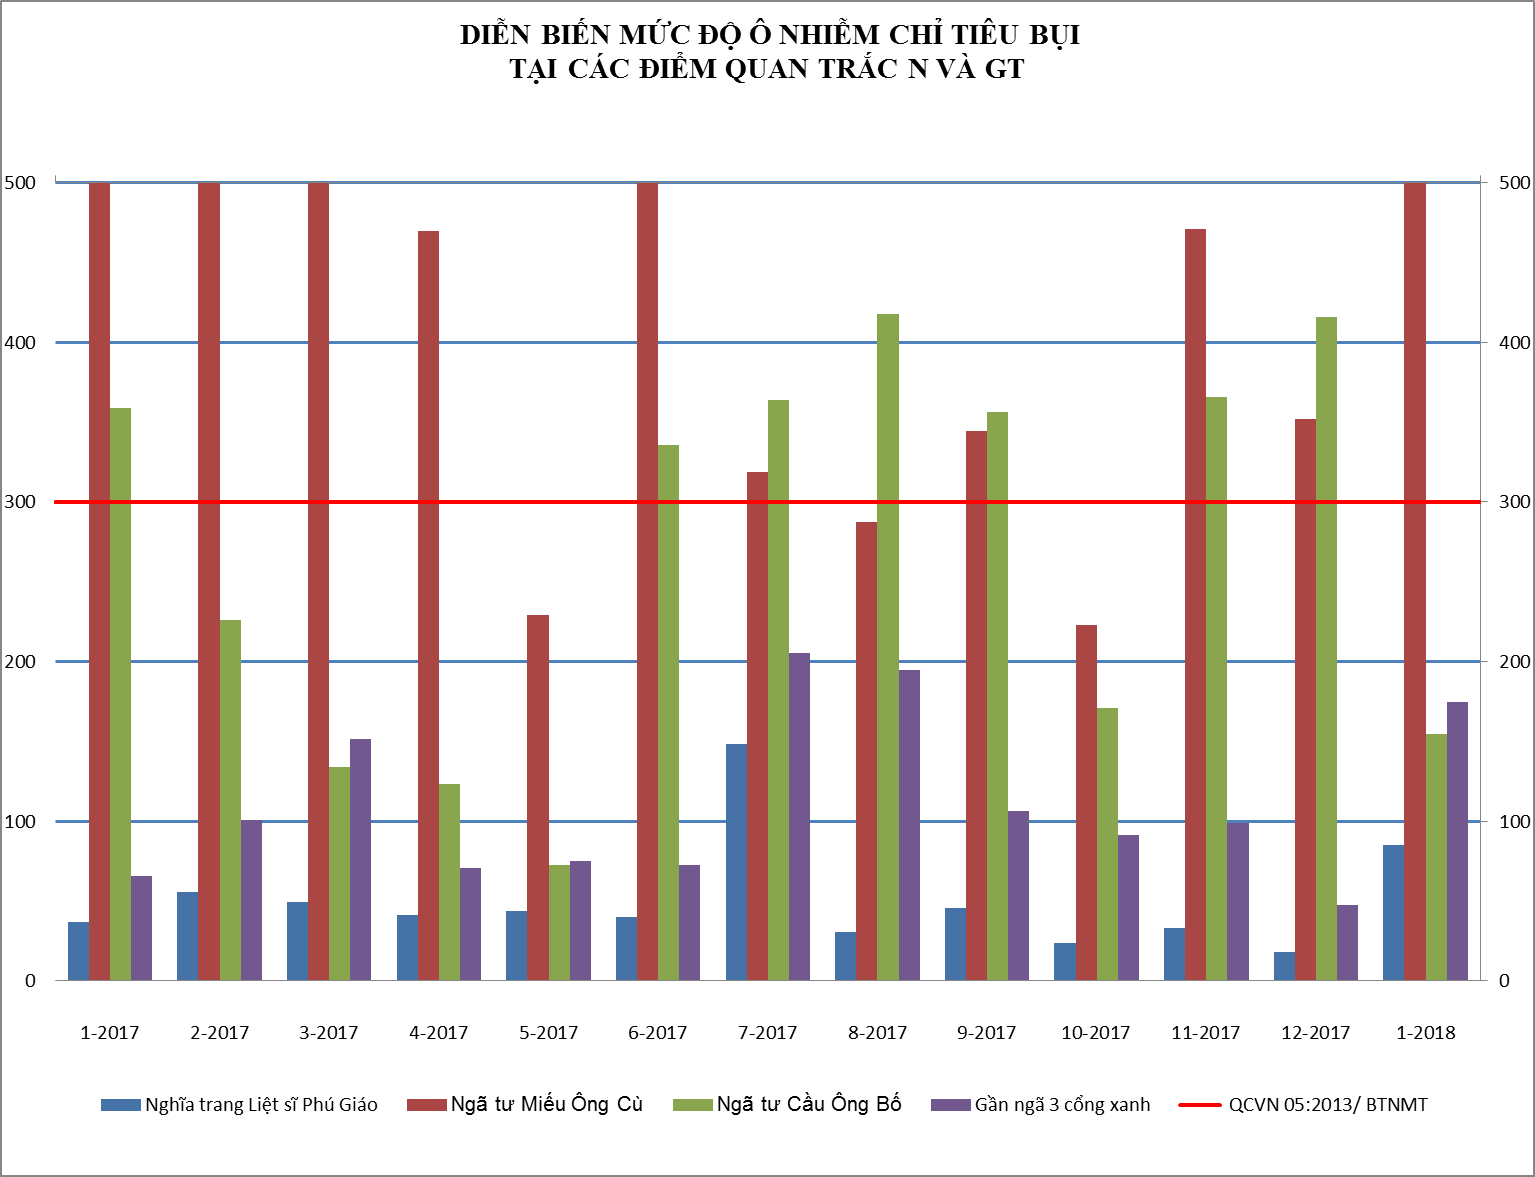 DIỄN BIẾN MỨC ĐỘ Ô NHIỄM CHỈ TIÊU BỤI
TẠI CÁC ĐIỂM QUAN TRẮC N VÀ GT
500 500
400 400
300 300
200 200
100 100
0 0
1-2017 2-2017 3-2017 4-2017 5-2017 6-2017 7-2017 8-2017 9-2017 10-2017 11-2017 12-2017 1-2018
Nghĩa trang Liệt sĩ Phú Giáo Ngã tư Miếu Ông Cù Ngã tư Cầu Ông Bố Gần ngã 3 cổng xanh QCVN 05:2013/ BTNMT